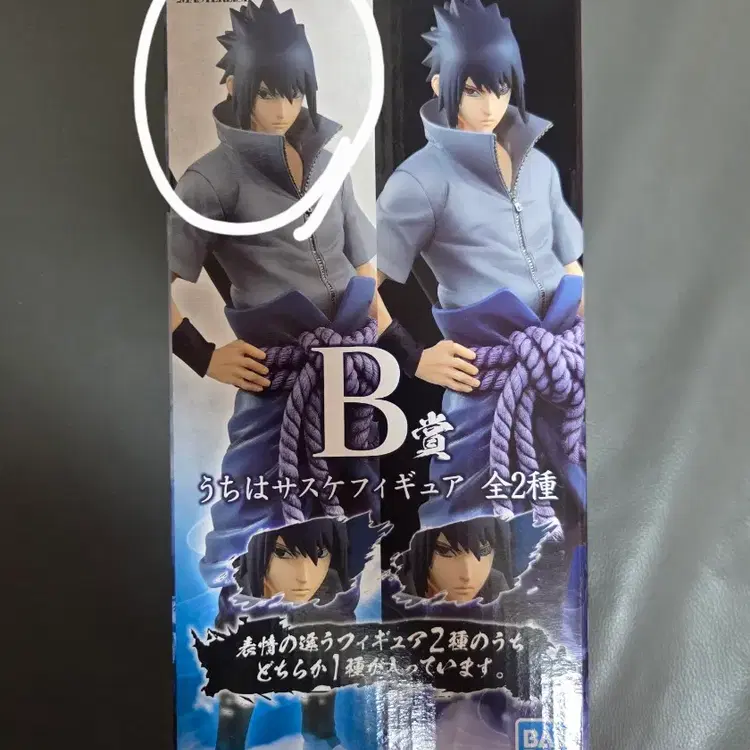 B賞
うちはサスケフィギュア 全2種
表情の違うフィギュア2種のうち
どちらか1種が入っています。
BA